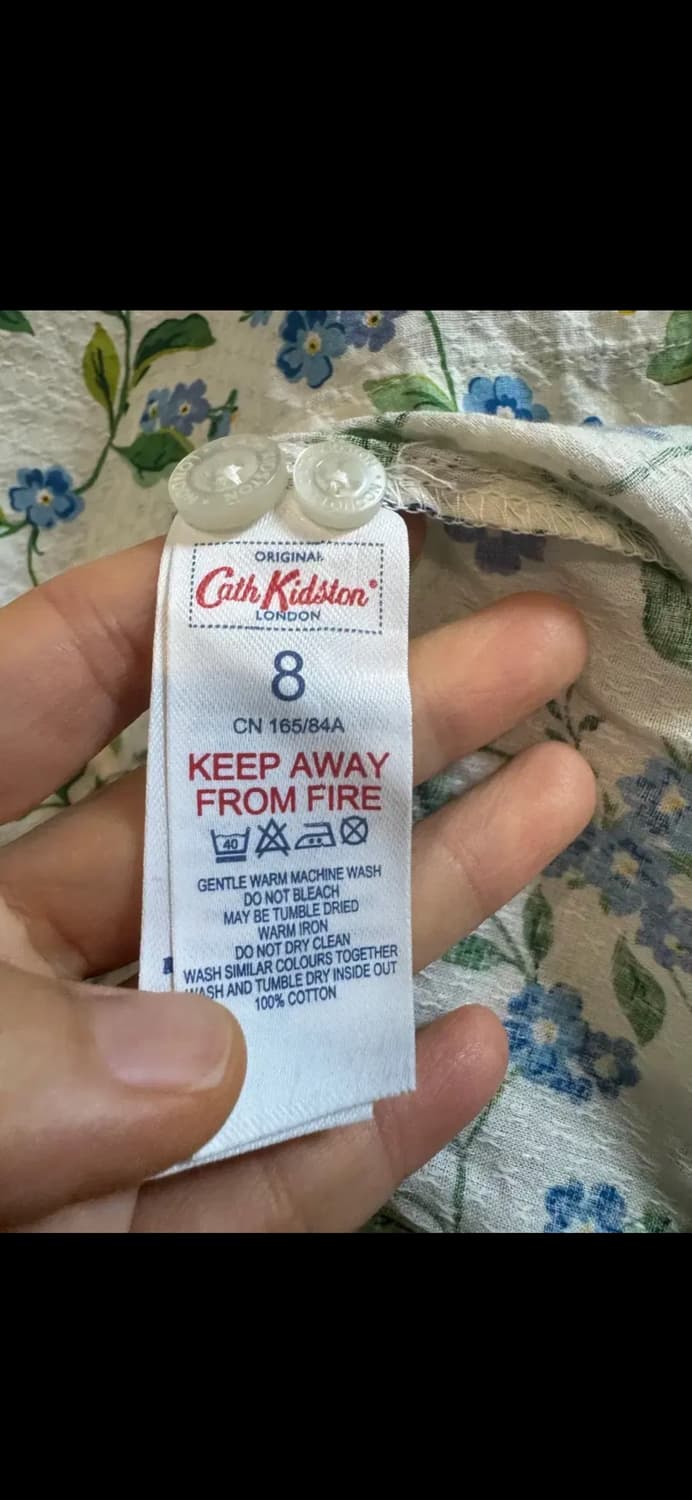 ORIGINAL
Cath Kidston®
LONDON
8
CN 165/84A
KEEP AWAY
FROM FIRE
40
GENTLE WARM MACHINE WASH
DO NOT BLEACH
MAY BE TUMBLE DRIED
WARM IRON
DO NOT DRY CLEAN
WASH SIMILAR COLOURS TOGETHER
WASH AND TUMBLE DRY INSIDE OUT
100% COTTON